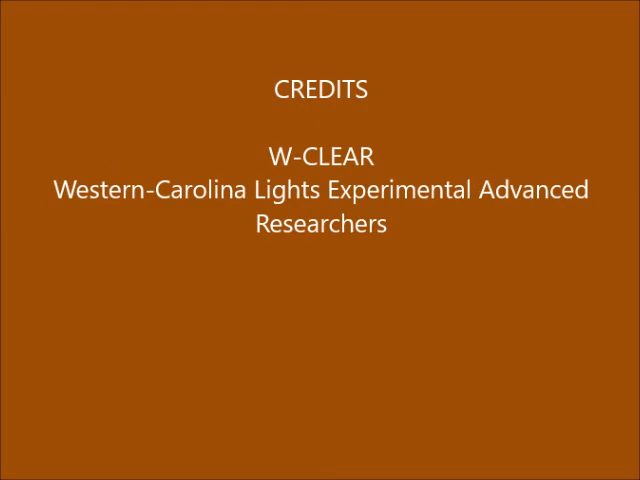 CREDITS
W-CLEAR
Western-Carolina Lights Experimental Advanced
Researchers